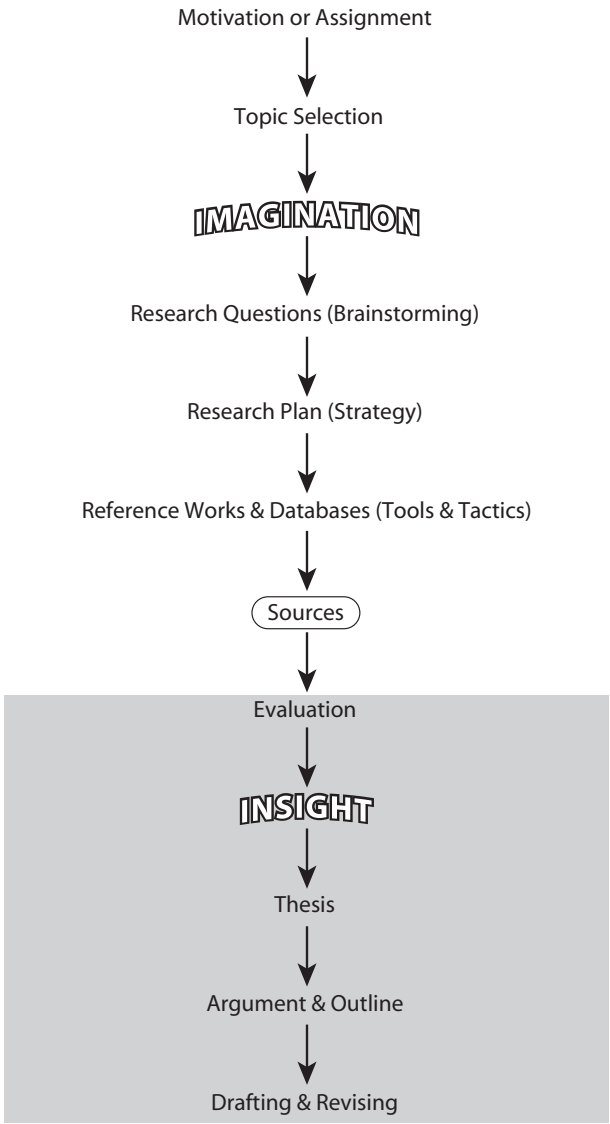 Motivation or Assignment
Topic Selection
IMAGINATION
Research Questions (Brainstorming)
Research Plan (Strategy)
Reference Works & Databases (Tools & Tactics)
Sources
Evaluation
INSIGHT
Thesis
Argument & Outline
Drafting & Revising